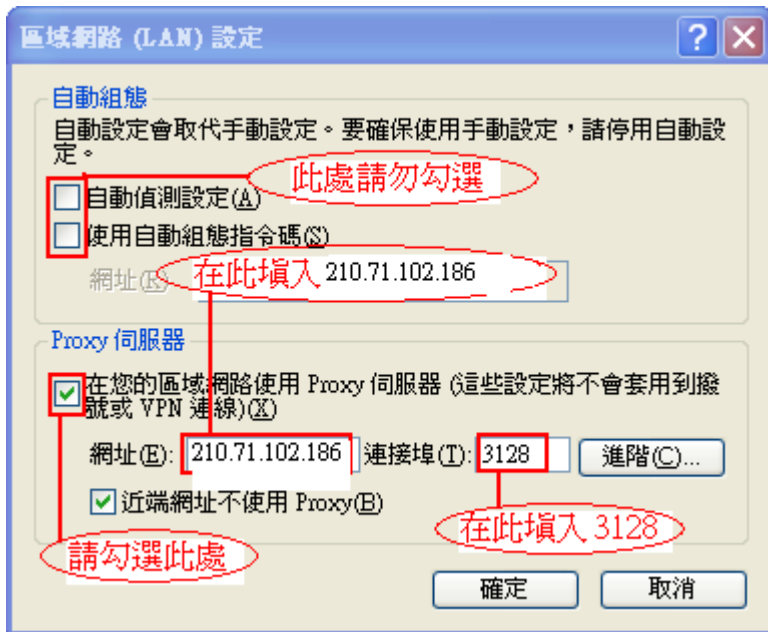 區域網路 (LAN) 設定
自動組態
自動設定會取代手動設定。要確保使用手動設定，請停用自動設
定。
此處請勿勾選
自動偵測設定(A)
使用自動組態指令碼(S)
在此填入 210.71.102.186
網址(R)
Proxy 伺服器
在您的區域網路使用 Proxy 伺服器 (這些設定將不會套用到撥
號或 VPN 連線)(X)
網址(E): 210.71.102.186 連接埠(T): 3128 進階(C)...
近端網址不使用 Proxy(B)
在此填入 3128
請勾選此處
確定 取消